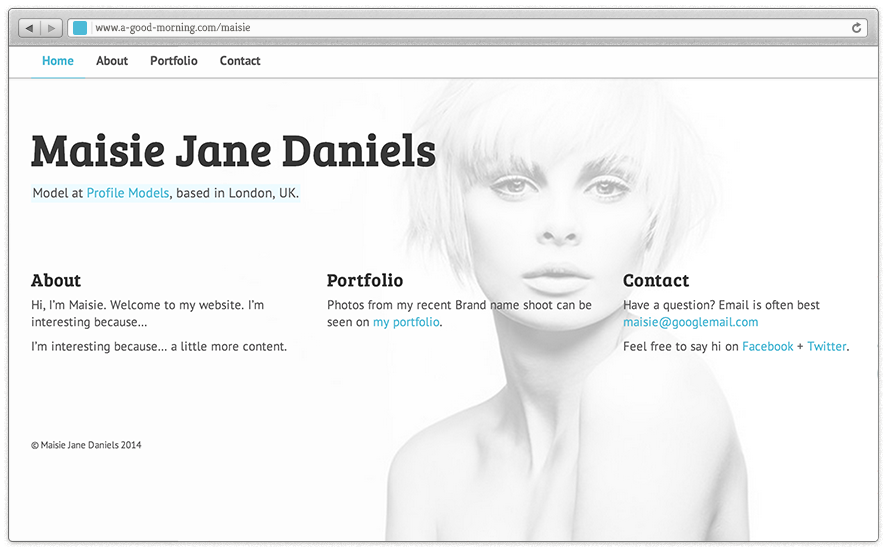 www.a-good-morning.com/maisie
Home About Portfolio Contact
Maisie Jane Daniels
Model at Profile Models, based in London, UK.
About
Hi, I'm Maisie. Welcome to my website. I'm
interesting because...
I'm interesting because... a little more content.
Portfolio
Photos from my recent Brand name shoot can be
seen on my portfolio.
Contact
Have a question? Email is often best
maisie@googlemail.com
Feel free to say hi on Facebook + Twitter.
© Maisie Jane Daniels 2014